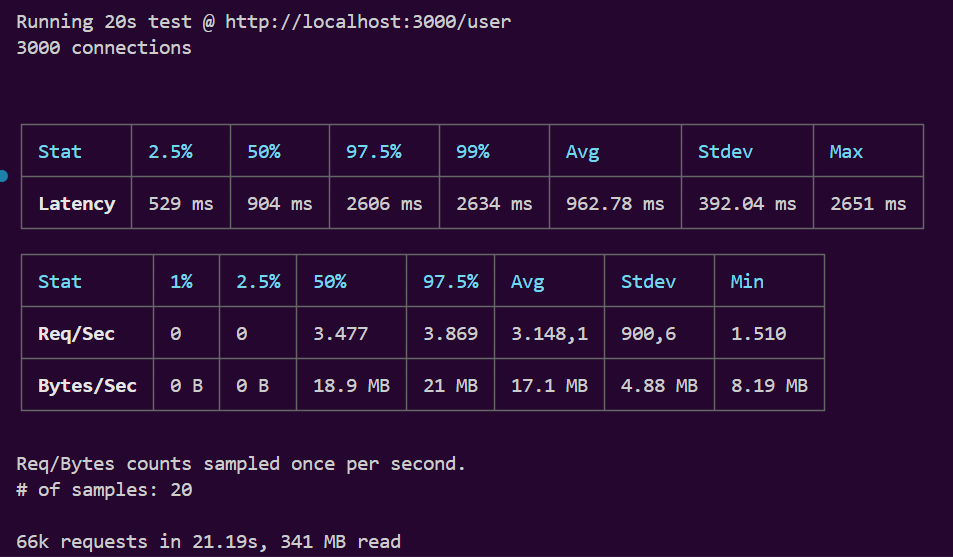 Running 20s test @ http://localhost:3000/user
3000 connections
Stat 2.5% 50% 97.5% 99% Avg Stdev Max
Latency 529 ms 904 ms 2606 ms 2634 ms 962.78 ms 392.04 ms 2651 ms
Stat 1% 2.5% 50% 97.5% Avg Stdev Min
Req/Sec 0 0 3.477 3.869 3.148,1 900,6 1.510
Bytes/Sec 0 B 0 B 18.9 MB 21 MB 17.1 MB 4.88 MB 8.19 MB
Req/Bytes counts sampled once per second.
# of samples: 20
66k requests in 21.19s, 341 MB read